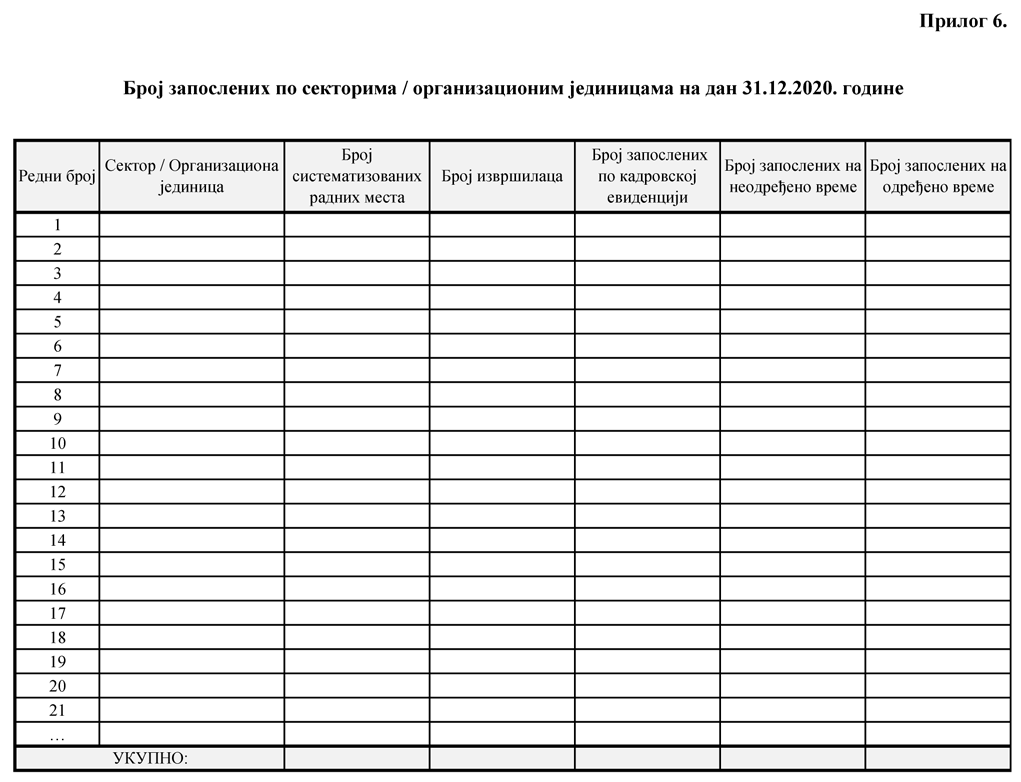 Прилог 6.
Број запослених по секторима / организационим јединицама на дан 31.12.2020. године
Редни број
Сектор / Организациона
јединица
Број
систематизованих
радних места
Број извршилаца
Број запослених
по кадровској
евиденцији
Број запослених на
неодређено време
Број запослених на
одређено време
1
2
3
4
5
6
7
8
9
10
11
12
13
14
15
16
17
18
19
20
21
…
УКУПНО: